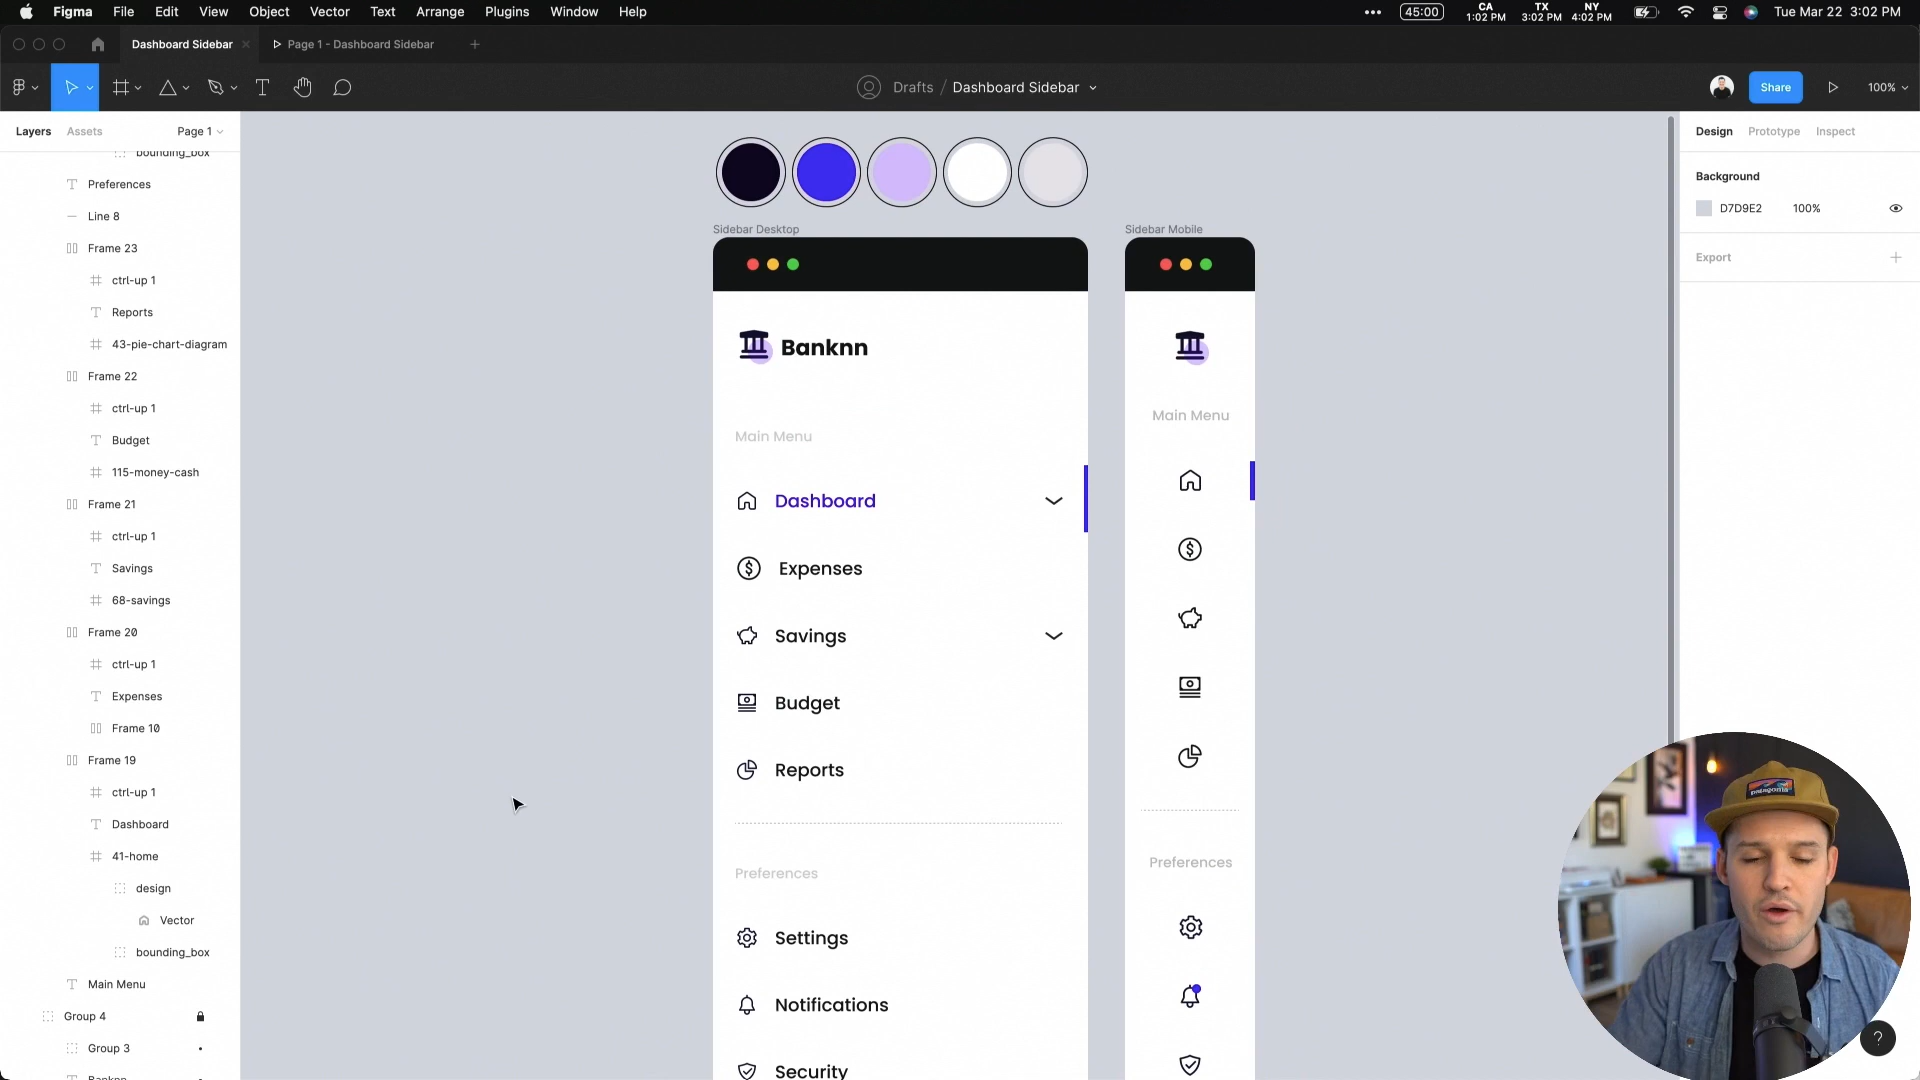 Figma File Edit View Object Vector Text Arrange Plugins Window Help
45:00 CA 1:02 PM TX 3:02 PM NY 4:02 PM Tue Mar 22 3:02 PM
Dashboard Sidebar Page 1 - Dashboard Sidebar
Drafts / Dashboard Sidebar
Share
100%
Layers Assets Page 1
bounding_box
Preferences
Line 8
Frame 23
ctrl-up 1
Reports
43-pie-chart-diagram
Frame 22
ctrl-up 1
Budget
115-money-cash
Frame 21
ctrl-up 1
Savings
68-savings
Frame 20
ctrl-up 1
Expenses
Frame 10
Frame 19
ctrl-up 1
Dashboard
41-home
design
Vector
bounding_box
Main Menu
Group 4
Group 3
Banknn
Sidebar Desktop
Banknn
Main Menu
Dashboard
Expenses
Savings
Budget
Reports
Preferences
Settings
Notifications
Security
Sidebar Mobile
Main Menu
Preferences
Design Prototype Inspect
Background
D7D9E2 100%
Export
patagonia
?